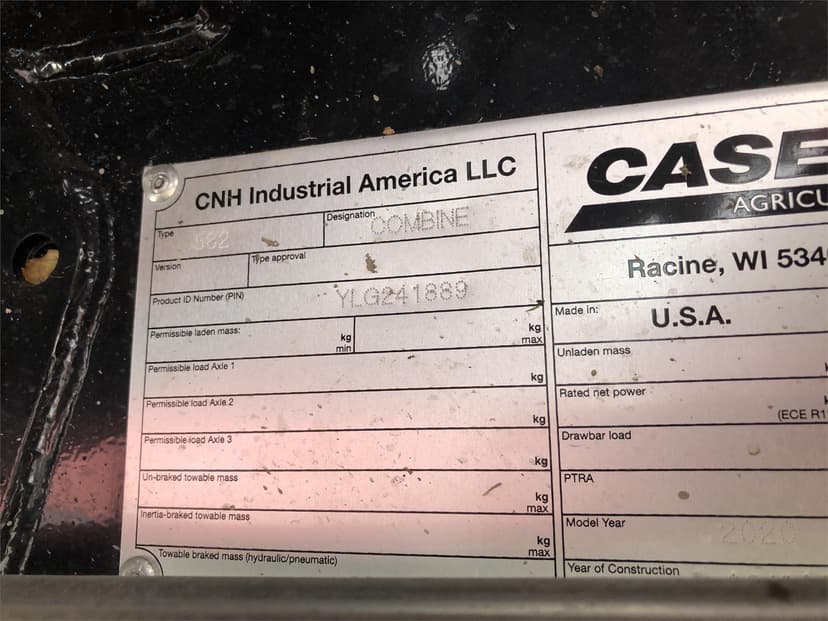 CNH Industrial America LLC
Type
582
Designation
COMBINE
Version
Type approval
Product ID Number (PIN)
YLG241889
Permissible laden mass:
kg
min
kg
max
Permissible load Axle 1
kg
Permissible load Axle 2
kg
Permissible load Axle 3
kg
Un-braked towable mass
kg
max
Inertia-braked towable mass
kg
max
Towable braked mass (hydraulic/pneumatic)
CASE
AGRICU
Racine, WI 534
Made in:
U.S.A.
Unladen mass
Rated net power
(ECE R1
Drawbar load
PTRA
Model Year
2020
Year of Construction